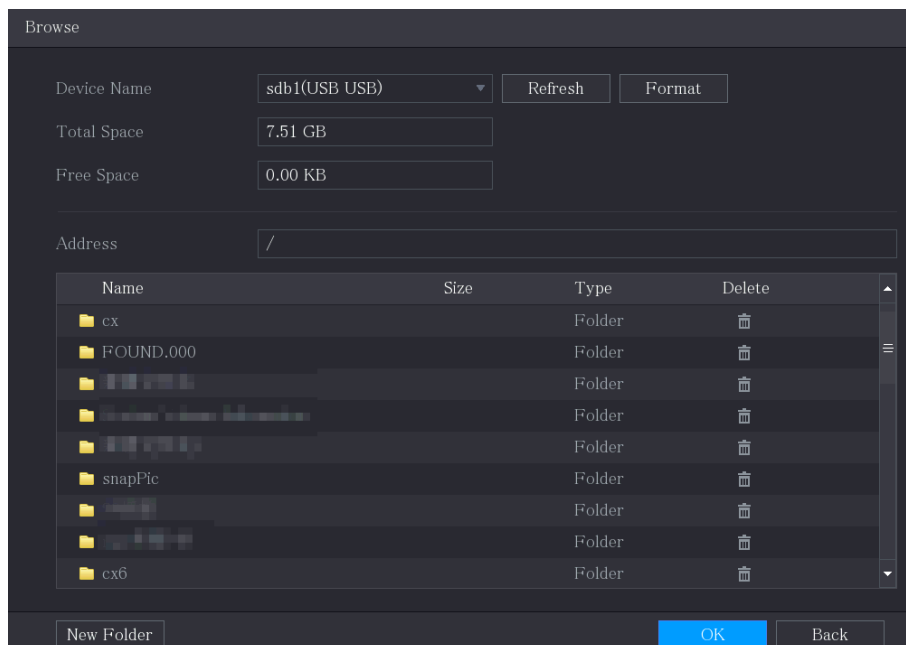 Browse
Device Name sdb1(USB USB) Refresh Format
Total Space 7.51 GB
Free Space 0.00 KB
Address /
Name Size Type Delete
cx Folder
FOUND.000 Folder
Folder
Folder
Folder
snapPic Folder
Folder
Folder
cx6 Folder
New Folder OK Back